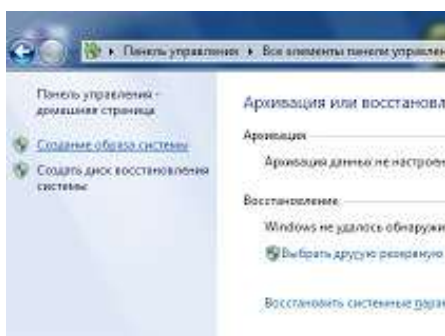 Панель управления
Все элементы панели управлен
Панель управления -
домашняя страница
Создание образа системы
Создать диск восстановления
системы
Архивация или восстановл
Архивация
Архивация данных не настроен
Восстановление
Windows не удалось обнаружи
Выбрать другую резервную
Восстановить системные парам